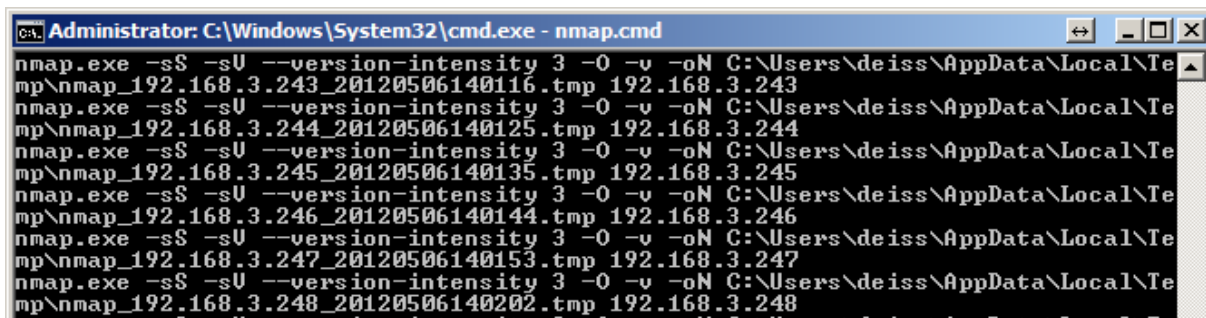 Administrator: C:\Windows\System32\cmd.exe - nmap.cmd
nmap.exe -sS -sV --version-intensity 3 -O -v -oN C:\Users\deiss\AppData\Local\Te
mp\nmap_192.168.3.243_20120506140116.tmp 192.168.3.243
nmap.exe -sS -sV --version-intensity 3 -O -v -oN C:\Users\deiss\AppData\Local\Te
mp\nmap_192.168.3.244_20120506140125.tmp 192.168.3.244
nmap.exe -sS -sV --version-intensity 3 -O -v -oN C:\Users\deiss\AppData\Local\Te
mp\nmap_192.168.3.245_20120506140135.tmp 192.168.3.245
nmap.exe -sS -sV --version-intensity 3 -O -v -oN C:\Users\deiss\AppData\Local\Te
mp\nmap_192.168.3.246_20120506140144.tmp 192.168.3.246
nmap.exe -sS -sV --version-intensity 3 -O -v -oN C:\Users\deiss\AppData\Local\Te
mp\nmap_192.168.3.247_20120506140153.tmp 192.168.3.247
nmap.exe -sS -sV --version-intensity 3 -O -v -oN C:\Users\deiss\AppData\Local\Te
mp\nmap_192.168.3.248_20120506140202.tmp 192.168.3.248